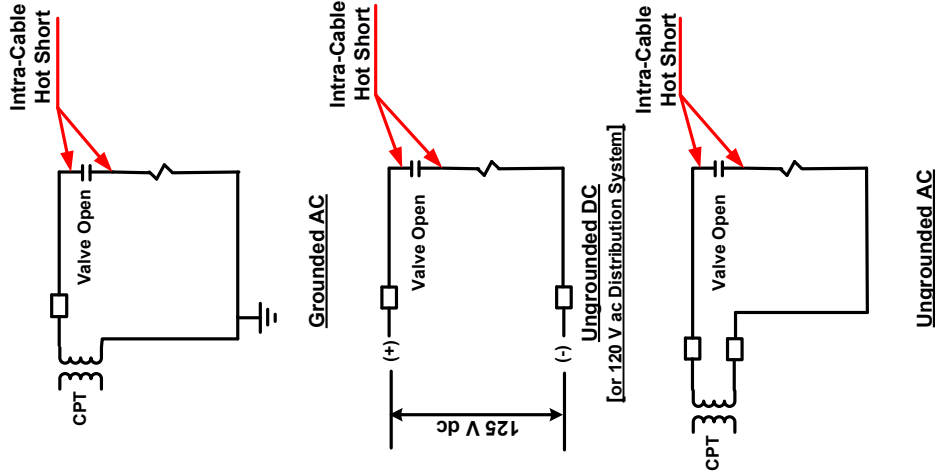 Intra-Cable
Hot Short
Valve Open
CPT
Grounded AC
Intra-Cable
Hot Short
Valve Open
(+)
(-)
125 V dc
Ungrounded DC
[or 120 V ac Distribution System]
Intra-Cable
Hot Short
Valve Open
CPT
Ungrounded AC